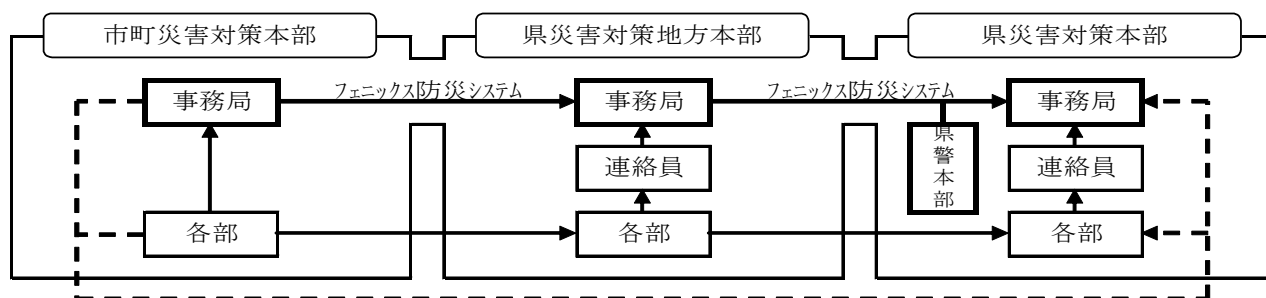 市町災害対策本部
県災害対策地方本部
県災害対策本部
事務局
フェニックス防災システム
事務局
フェニックス防災システム
事務局
県警本部
連絡員
連絡員
各部
各部
各部